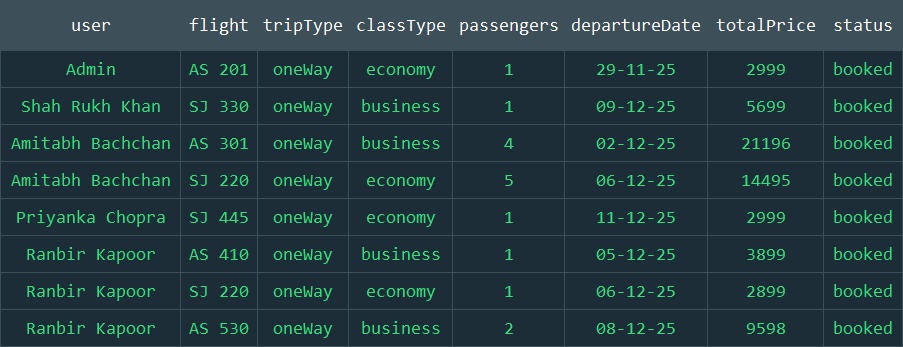 user flight tripType classType passengers departureDate totalPrice status
Admin AS 201 oneWay economy 1 29-11-25 2999 booked
Shah Rukh Khan SJ 330 oneWay business 1 09-12-25 5699 booked
Amitabh Bachchan AS 301 oneWay business 4 02-12-25 21196 booked
Amitabh Bachchan SJ 220 oneWay economy 5 06-12-25 14495 booked
Priyanka Chopra SJ 445 oneWay economy 1 11-12-25 2999 booked
Ranbir Kapoor AS 410 oneWay business 1 05-12-25 3899 booked
Ranbir Kapoor SJ 220 oneWay economy 1 06-12-25 2899 booked
Ranbir Kapoor AS 530 oneWay business 2 08-12-25 9598 booked